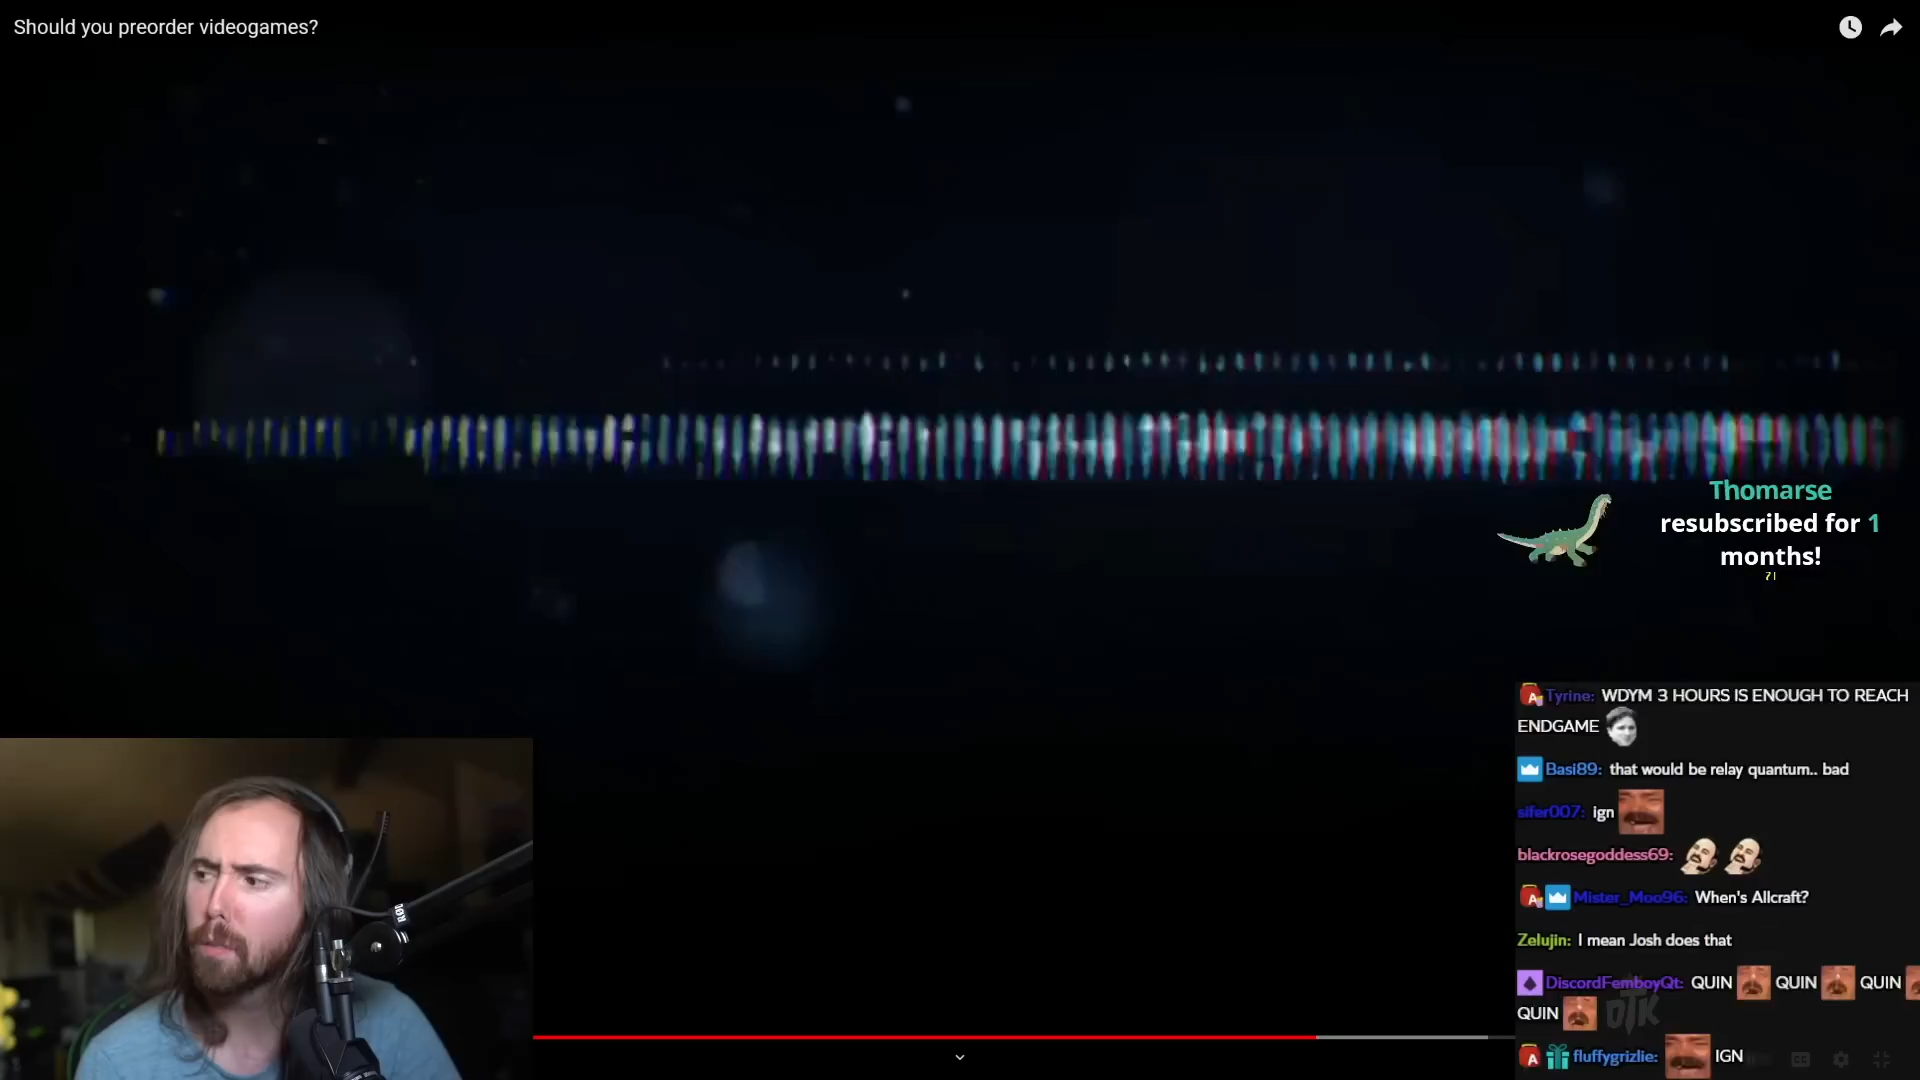 Should you preorder videogames?
Thomarse
resubscribed for 1
months!
Tyrine: WDYM 3 HOURS IS ENOUGH TO REACH
ENDGAME
Basi89: that would be relay quantum.. bad
sifer007: ign
blackrosegoddess69:
Mister_Moo96: When's Allcraft?
Zelujin: I mean Josh does that
DiscordFemboyQt: QUIN QUIN QUIN
QUIN
OTK
fluffygrizlie: IGN